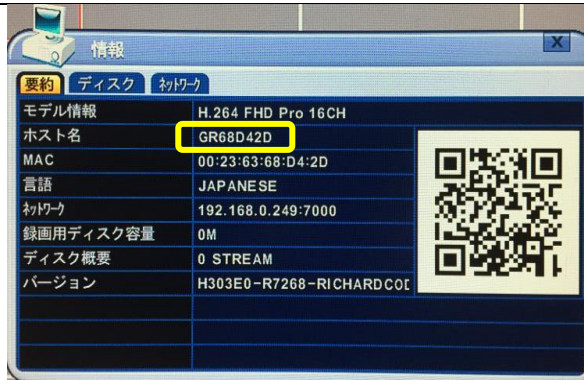 情報
X
要約 ディスク ネットワーク
モデル情報 H.264 FHD Pro 16CH
ホスト名 GR68D42D
MAC 00:23:63:68:D4:2D
言語 JAPANESE
ネットワーク 192.168.0.249:7000
録画用ディスク容量 0M
ディスク概要 0 STREAM
バージョン H303E0-R7268-RICHARDCOD